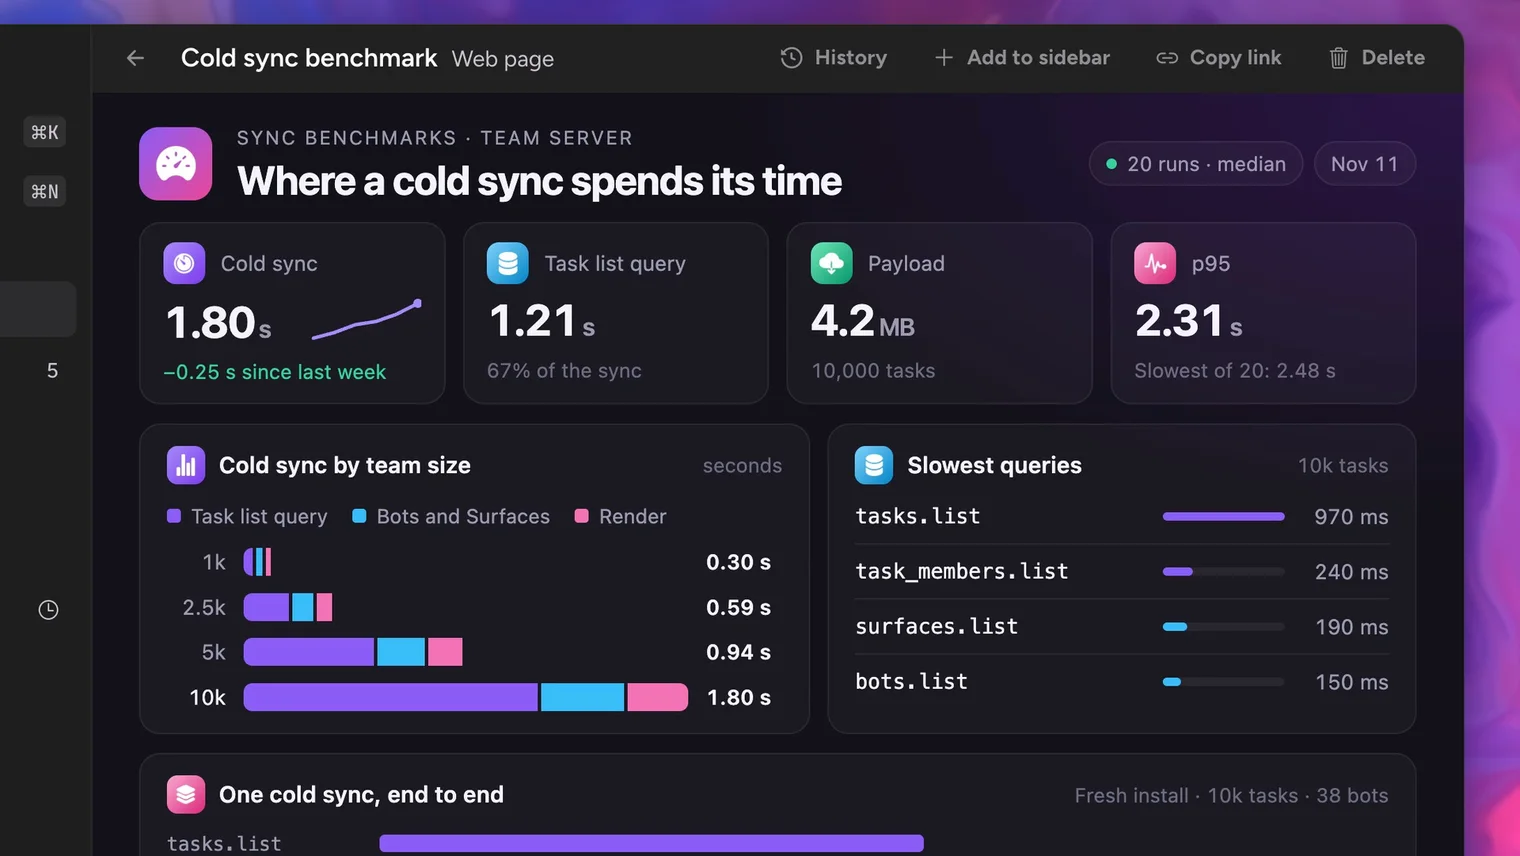 Cold sync benchmark Web page
History
Add to sidebar
Copy link
Delete
⌘K
⌘N
5
SYNC BENCHMARKS · TEAM SERVER
Where a cold sync spends its time
20 runs · median
Nov 11
Cold sync
1.80 s
−0.25 s since last week
Task list query
1.21 s
67% of the sync
Payload
4.2 MB
10,000 tasks
p95
2.31 s
Slowest of 20: 2.48 s
Cold sync by team size
seconds
Task list query
Bots and Surfaces
Render
1k 0.30 s
2.5k 0.59 s
5k 0.94 s
10k 1.80 s
Slowest queries
10k tasks
tasks.list 970 ms
task_members.list 240 ms
surfaces.list 190 ms
bots.list 150 ms
One cold sync, end to end
Fresh install · 10k tasks · 38 bots
tasks.list